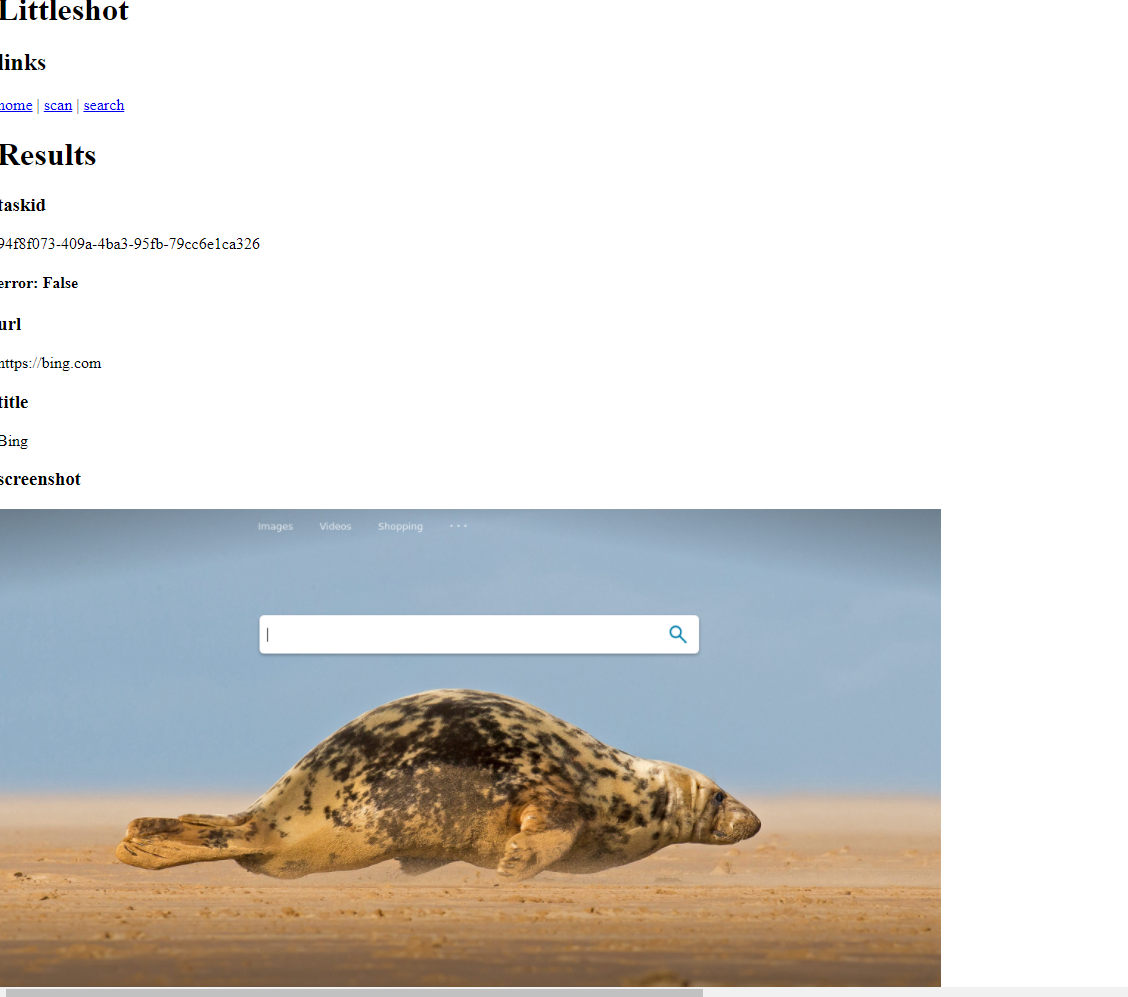 Littleshot
links
home | scan | search
Results
taskid
94f8f073-409a-4ba3-95fb-79cc6e1ca326
error: False
url
https://bing.com
title
Bing
screenshot
Images Videos Shopping ···